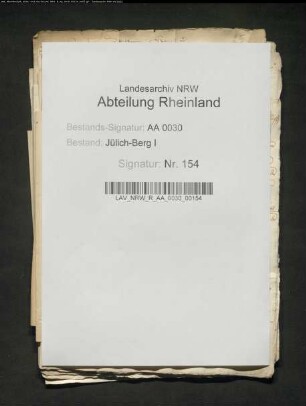 Landesarchiv NRW
Abteilung Rheinland
Bestands-Signatur: AA 0030
Bestand: Jülich-Berg I
Signatur: Nr. 154
LAV_NRW_R_AA_0030_00154